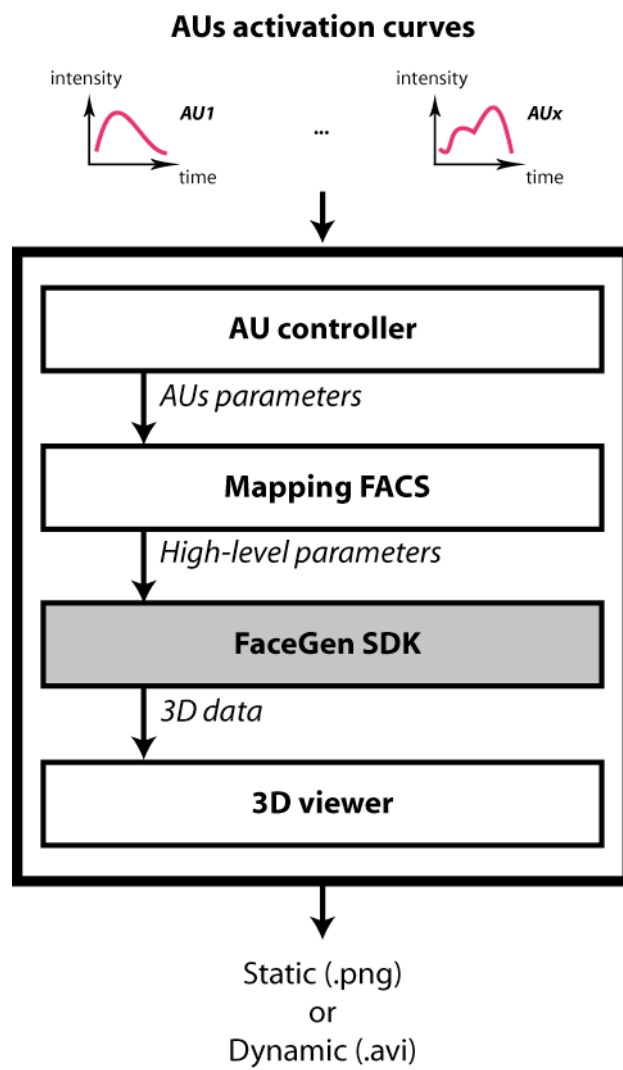 AUs activation curves
intensity
AU1
time
...
intensity
AUx
time
AU controller
AUs parameters
Mapping FACS
High-level parameters
FaceGen SDK
3D data
3D viewer
Static (.png)
or
Dynamic (.avi)